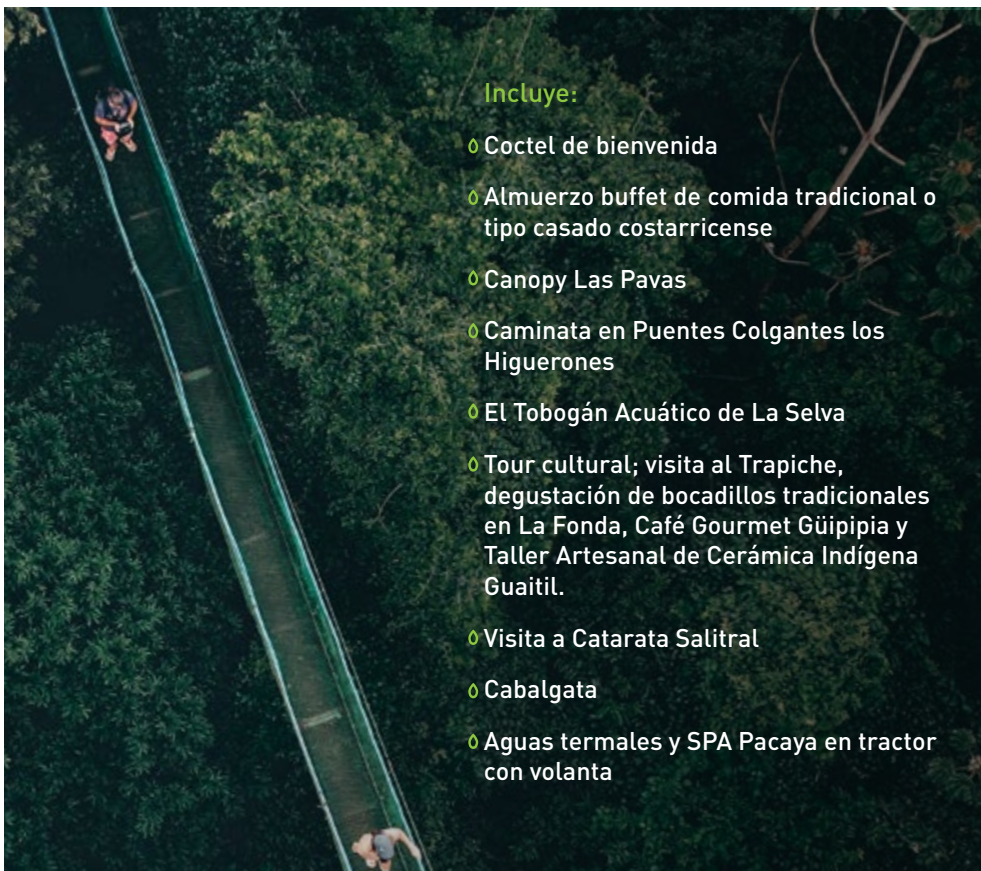 Incluye:
Coctel de bienvenida
Almuerzo buffet de comida tradicional o
tipo casado costarricense
Canopy Las Pavas
Caminata en Puentes Colgantes los
Higuerones
El Tobogán Acuático de La Selva
Tour cultural; visita al Trapiche,
degustación de bocadillos tradicionales
en La Fonda, Café Gourmet Güipipia y
Taller Artesanal de Cerámica Indígena
Guaitil.
Visita a Catarata Salitral
Cabalgata
Aguas termales y SPA Pacaya en tractor
con volanta